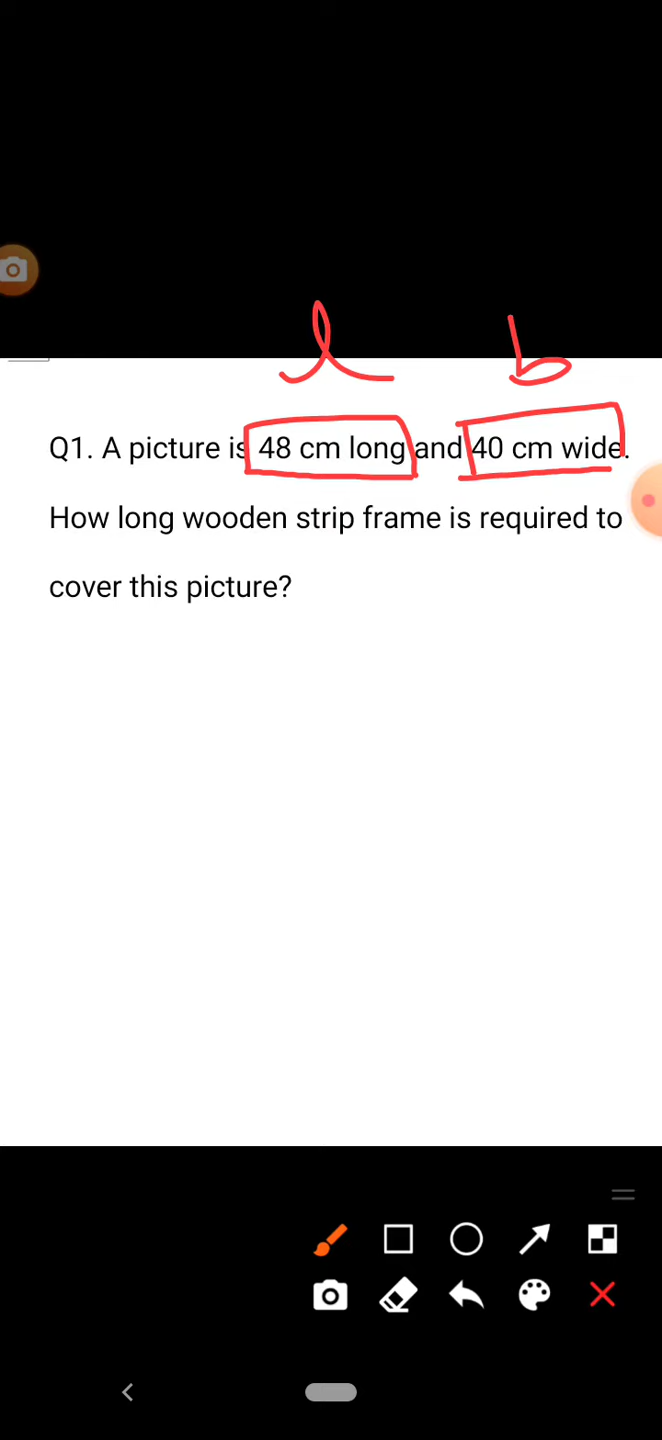 l b
Q1. A picture is 48 cm long and 40 cm wide.
How long wooden strip frame is required to
cover this picture?